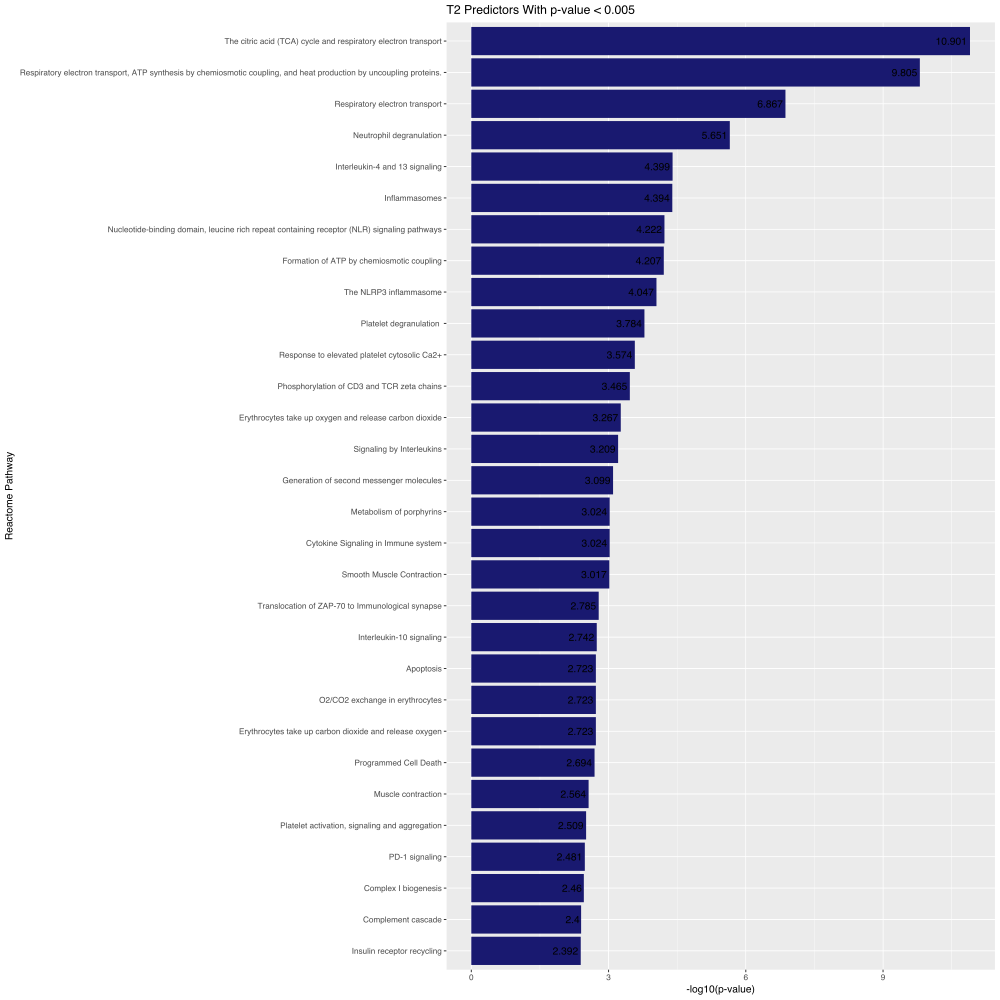 T2 Predictors With p-value < 0.005
Reactome Pathway
The citric acid (TCA) cycle and respiratory electron transport 10.901
Respiratory electron transport, ATP synthesis by chemiosmotic coupling, and heat production by uncoupling proteins. 9.805
Respiratory electron transport 6.867
Neutrophil degranulation 5.651
Interleukin-4 and 13 signaling 4.399
Inflammasomes 4.394
Nucleotide-binding domain, leucine rich repeat containing receptor (NLR) signaling pathways 4.222
Formation of ATP by chemiosmotic coupling 4.207
The NLRP3 inflammasome 4.047
Platelet degranulation 3.784
Response to elevated platelet cytosolic Ca2+ 3.574
Phosphorylation of CD3 and TCR zeta chains 3.465
Erythrocytes take up oxygen and release carbon dioxide 3.267
Signaling by Interleukins 3.209
Generation of second messenger molecules 3.099
Metabolism of porphyrins 3.024
Cytokine Signaling in Immune system 3.024
Smooth Muscle Contraction 3.017
Translocation of ZAP-70 to Immunological synapse 2.785
Interleukin-10 signaling 2.742
Apoptosis 2.723
O2/CO2 exchange in erythrocytes 2.723
Erythrocytes take up carbon dioxide and release oxygen 2.723
Programmed Cell Death 2.694
Muscle contraction 2.564
Platelet activation, signaling and aggregation 2.509
PD-1 signaling 2.481
Complex I biogenesis 2.46
Complement cascade 2.4
Insulin receptor recycling 2.392
0 3 6 9
-log10(p-value)